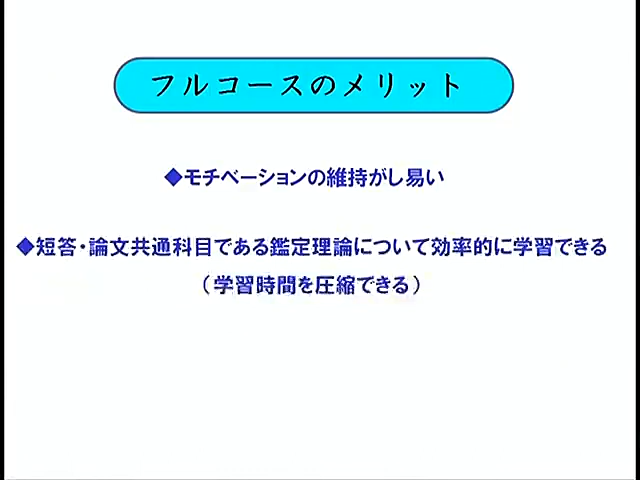 フルコースのメリット
◆モチベーションの維持がし易い
◆短答・論文共通科目である鑑定理論について効率的に学習できる
（学習時間を圧縮できる）